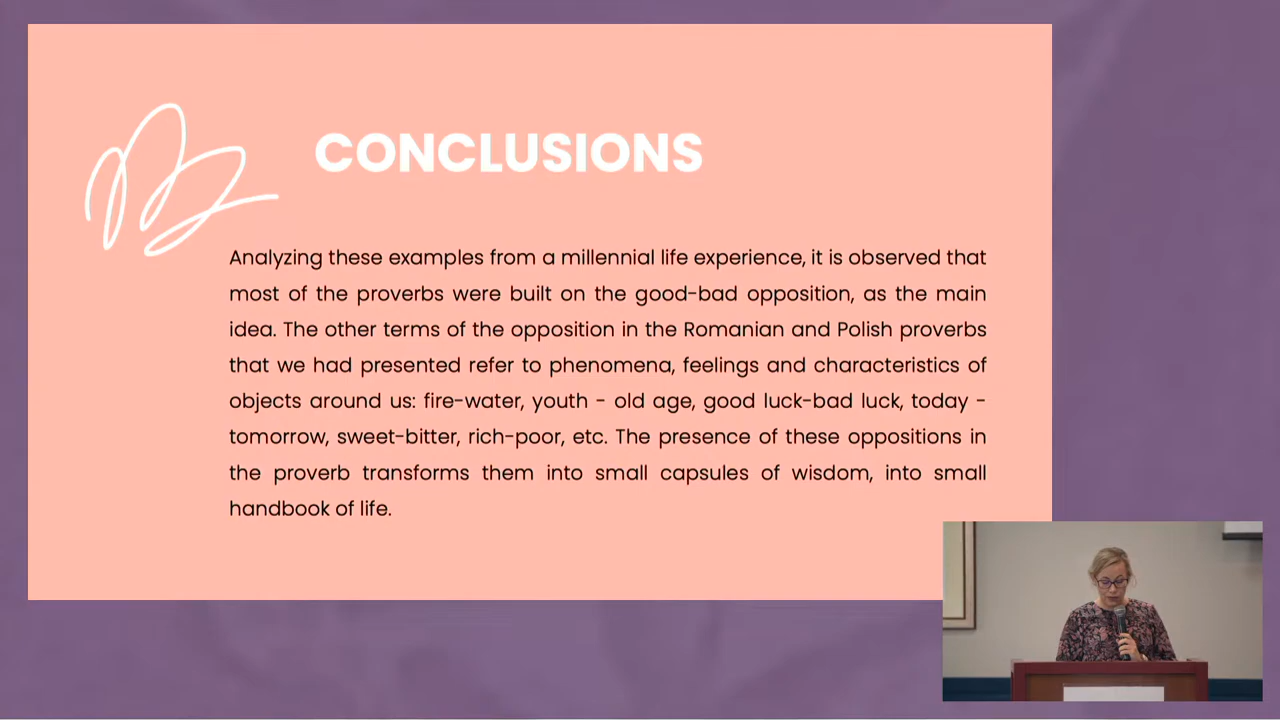 CONCLUSIONS
Analyzing these examples from a millennial life experience, it is observed that
most of the proverbs were built on the good-bad opposition, as the main
idea. The other terms of the opposition in the Romanian and Polish proverbs
that we had presented refer to phenomena, feelings and characteristics of
objects around us: fire-water, youth - old age, good luck-bad luck, today -
tomorrow, sweet-bitter, rich-poor, etc. The presence of these oppositions in
the proverb transforms them into small capsules of wisdom, into small
handbook of life.